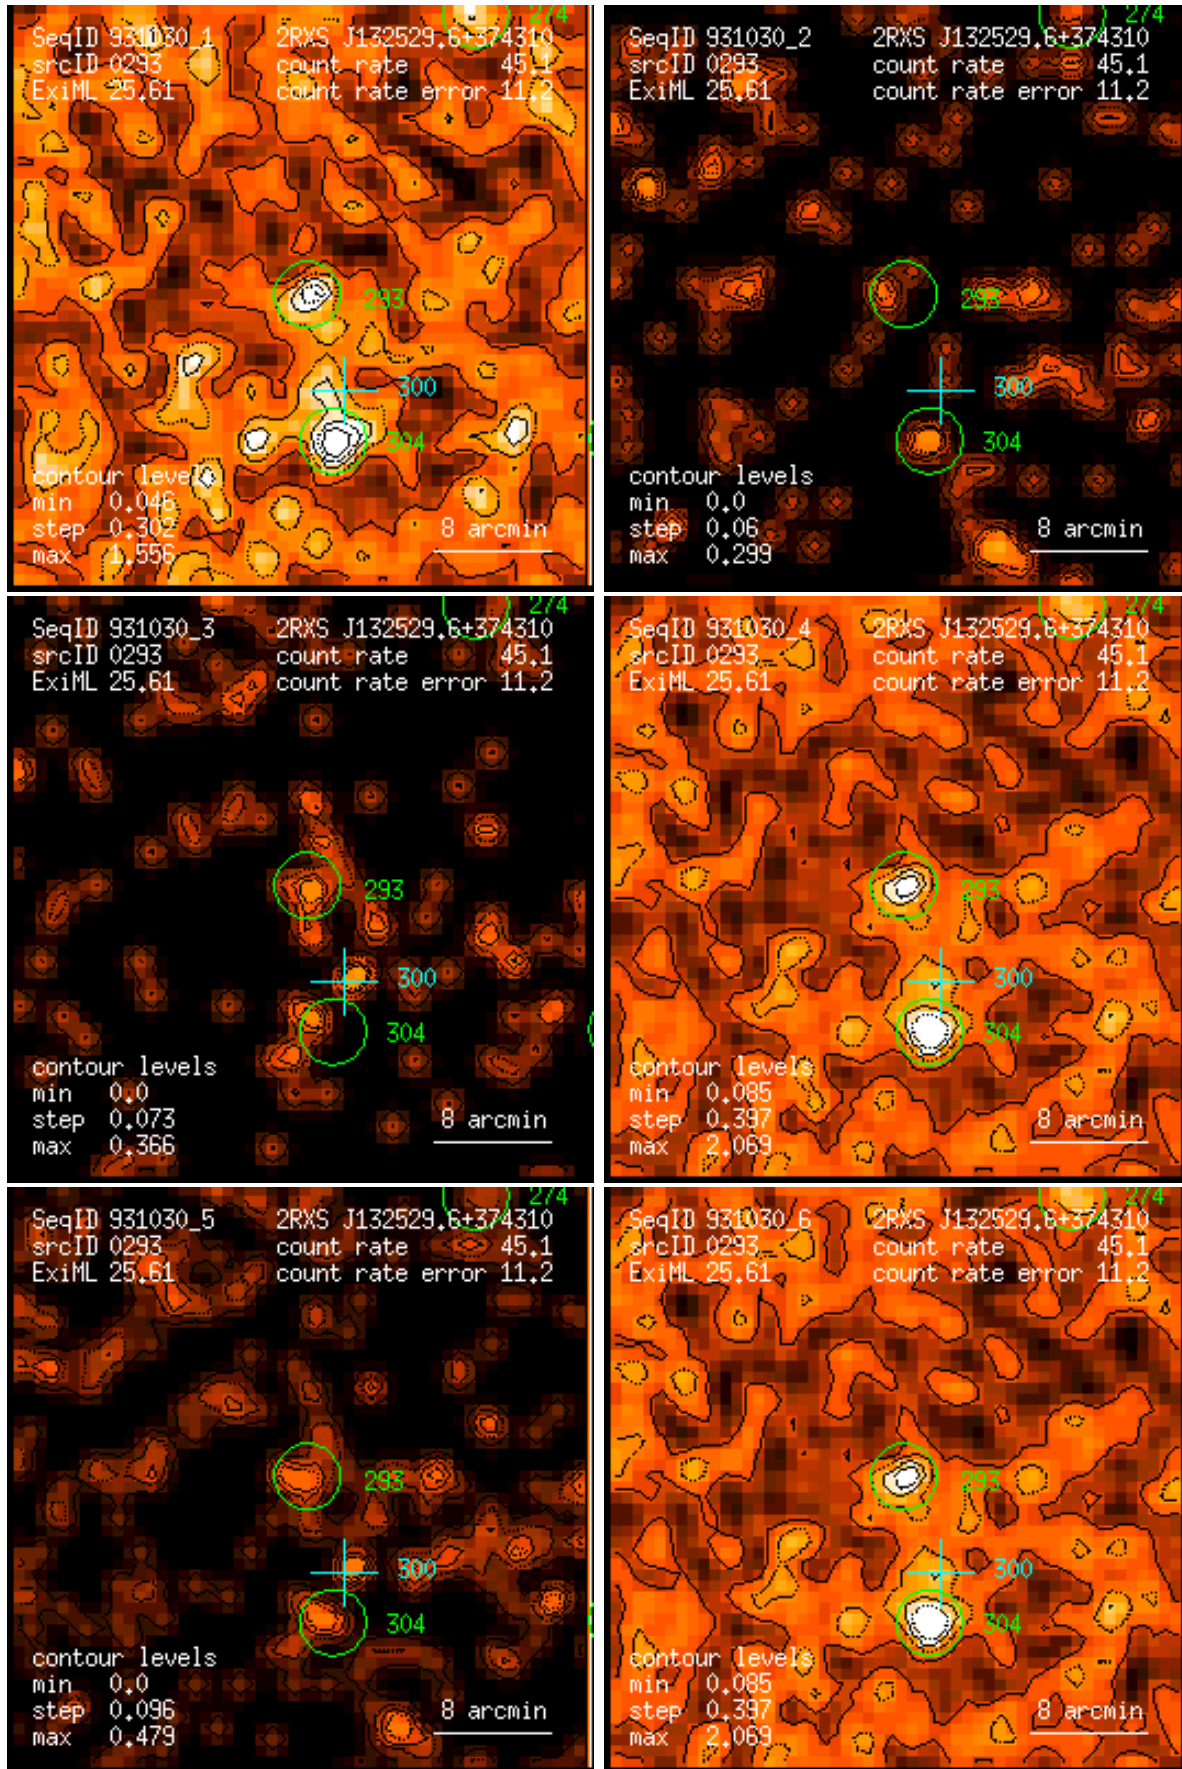 274
SeqID 931030_1 2RXS J132529.6+374310
srcID 0293 count rate 45.1
ExiML 25.61 count rate error 11.2
293
300
304
contour levels
min 0.046
step 0.302
max 1.556
8 arcmin
274
SeqID 931030_2 2RXS J132529.6+374310
srcID 0293 count rate 45.1
ExiML 25.61 count rate error 11.2
293
300
304
contour levels
min 0.0
step 0.06
max 0.299
8 arcmin
274
SeqID 931030_3 2RXS J132529.6+374310
srcID 0293 count rate 45.1
ExiML 25.61 count rate error 11.2
293
300
304
contour levels
min 0.0
step 0.073
max 0.366
8 arcmin
274
SeqID 931030_4 2RXS J132529.6+374310
srcID 0293 count rate 45.1
ExiML 25.61 count rate error 11.2
293
300
304
contour levels
min 0.085
step 0.397
max 2.069
8 arcmin
274
SeqID 931030_5 2RXS J132529.6+374310
srcID 0293 count rate 45.1
ExiML 25.61 count rate error 11.2
293
300
304
contour levels
min 0.0
step 0.096
max 0.479
8 arcmin
274
SeqID 931030_6 2RXS J132529.6+374310
srcID 0293 count rate 45.1
ExiML 25.61 count rate error 11.2
293
300
304
contour levels
min 0.085
step 0.397
max 2.069
8 arcmin